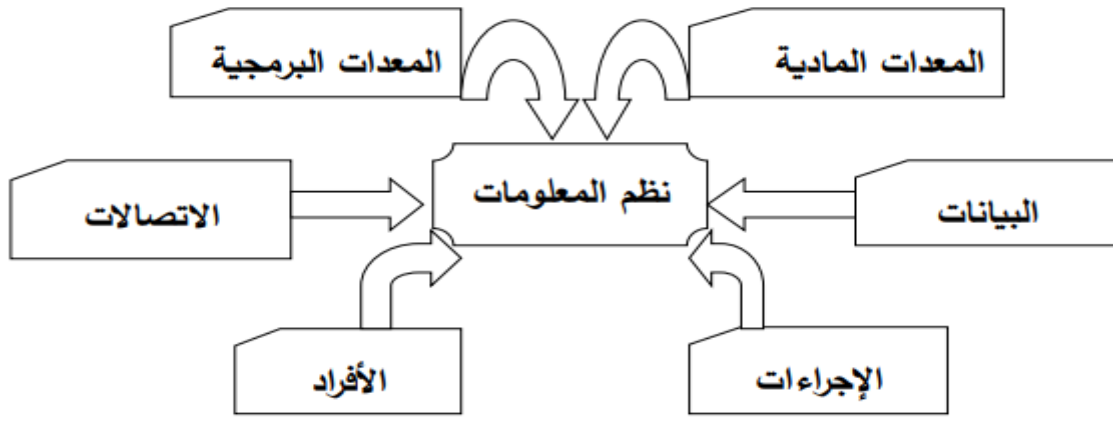 المعدات المادية
المعدات البرمجية
نظم المعلومات
البيانات
الاتصالات
الإجراءات
الأفراد